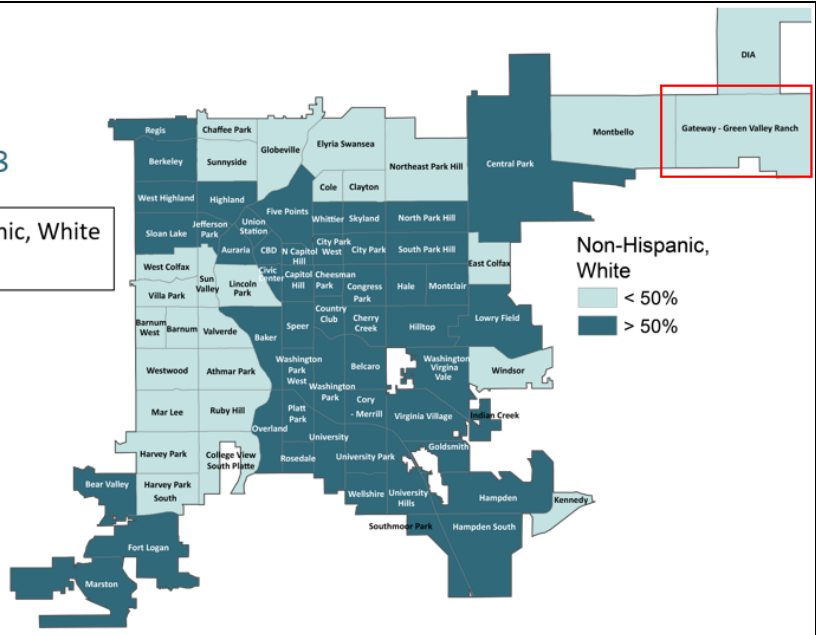 3
nic, White
DIA
Gateway - Green Valley Ranch
Montbello
Regis
Chaffee Park
Globeville
Elyria Swansea
Northeast Park Hill
Central Park
Berkeley
Sunnyside
Cole
Clayton
West Highland
Highland
Five Points
Whittier
Skyland
North Park Hill
Sloan Lake
Jefferson
Park
Union
Station
Auraria
CBD
N Capitol
Hill
City Park
West
City Park
South Park Hill
East Colfax
West Colfax
Sun
Valley
Lincoln
Park
Civic
Center
Capitol
Hill
Cheesman
Park
Congress
Park
Hale
Montclair
Villa Park
Country
Club
Cherry
Creek
Hilltop
Lowry Field
Barnum
West
Barnum
Valverde
Baker
Speer
Westwood
Athmar Park
Washington
Park
West
Washington
Park
Belcaro
Washington
Virgina
Vale
Windsor
Mar Lee
Ruby Hill
Overland
Platt
Park
Cory
- Merrill
Virginia Village
Indian Creek
University
Harvey Park
College View
South Platte
Rosedale
University Park
Goldsmith
Bear Valley
Harvey Park
South
Wellshire
University
Hills
Hampden
Kennedy
Southmoor Park
Hampden South
Fort Logan
Marston
Non-Hispanic,
White
< 50%
> 50%